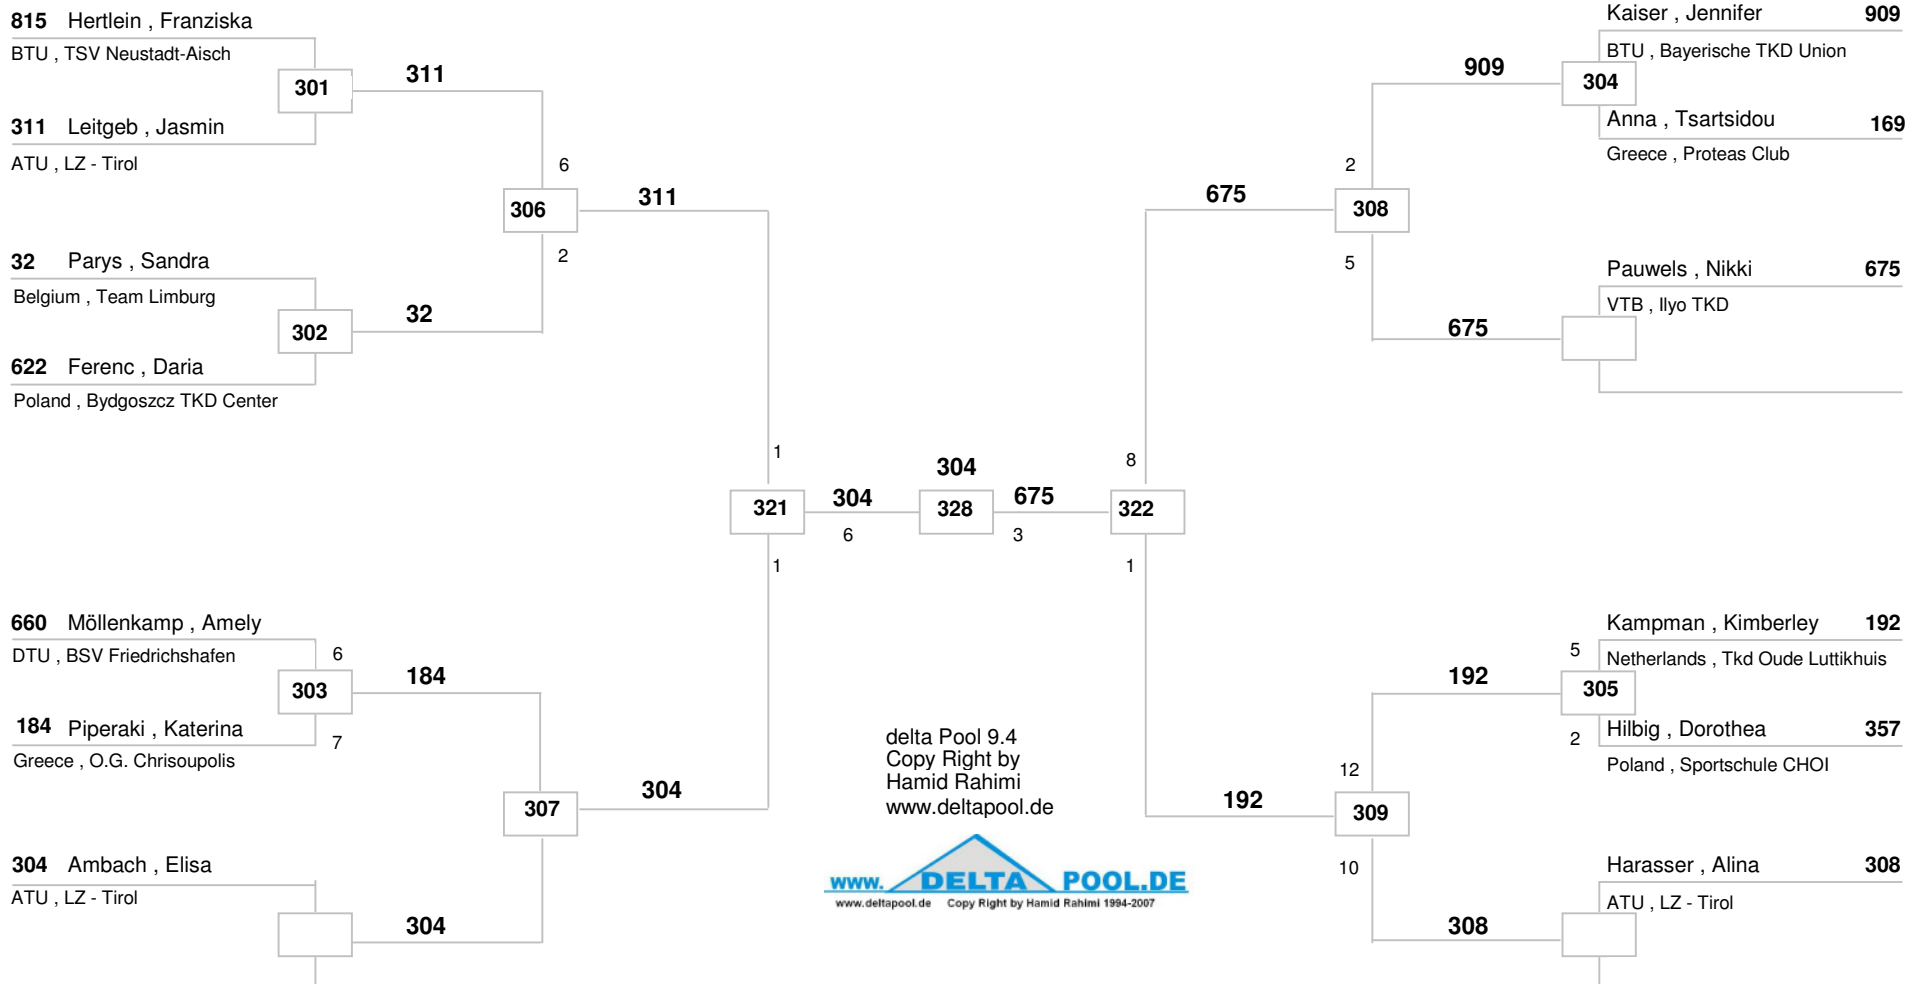 815 Hertlein , Franziska
BTU , TSV Neustadt-Aisch
301
311
311 Leitgeb , Jasmin
ATU , LZ - Tirol
6
306
311
2
32 Parys , Sandra
Belgium , Team Limburg
302
32
622 Ferenc , Daria
Poland , Bydgoszcz TKD Center
1
321
304
6
1
660 Möllenkamp , Amely
DTU , BSV Friedrichshafen
6
303
184
184 Piperaki , Katerina
7
Greece , O.G. Chrisoupolis
307
304
304 Ambach , Elisa
ATU , LZ - Tirol
304
304
328
675
3
Kaiser , Jennifer 909
BTU , Bayerische TKD Union
909
304
Anna , Tsartsidou 169
Greece , Proteas Club
2
675
308
5
Pauwels , Nikki 675
VTB , Ilyo TKD
675
8
322
1
Kampman , Kimberley 192
5
Netherlands , Tkd Oude Luttikhuis
192
305
Hilbig , Dorothea 357
2
Poland , Sportschule CHOI
12
192
309
10
Harasser , Alina 308
ATU , LZ - Tirol
308
delta Pool 9.4
Copy Right by
Hamid Rahimi
www.deltapool.de
www. DELTA POOL.DE
www.deltapool.de Copy Right by Hamid Rahimi 1994-2007